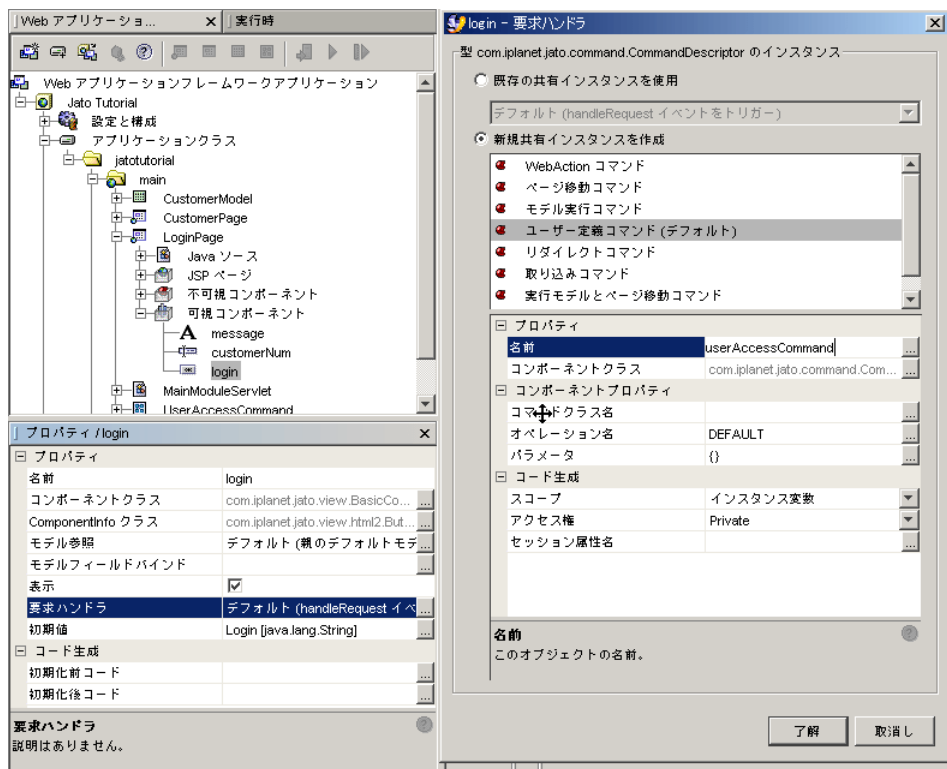 Web アプリケーショ...
実行時
Web アプリケーションフレームワークアプリケーション
Jato Tutorial
設定と構成
アプリケーションクラス
jatotutorial
main
CustomerModel
CustomerPage
LoginPage
Java ソース
JSP ページ
不可視コンポーネント
可視コンポーネント
message
customerNum
login
MainModuleServlet
UserAccessCommand
プロパティ /login
プロパティ
名前 login
コンポーネントクラス com.iplanet.jato.view.BasicCo... ...
ComponentInfo クラス com.iplanet.jato.view.html2.But... ...
モデル参照 デフォルト (親のデフォルトモデ... ...
モデルフィールドバインド ...
表示
要求ハンドラ デフォルト (handleRequest イベ... ...
初期値 Login [java.lang.String] ...
コード生成
初期化前コード ...
初期化後コード ...
要求ハンドラ
説明はありません。
login - 要求ハンドラ
型 com.iplanet.jato.command.CommandDescriptor のインスタンス
既存の共有インスタンスを使用
デフォルト (handleRequest イベントをトリガー)
新規共有インスタンスを作成
WebAction コマンド
ページ移動コマンド
モデル実行コマンド
ユーザー定義コマンド (デフォルト)
リダイレクトコマンド
取り込みコマンド
実行モデルとページ移動コマンド
プロパティ
名前 userAccessCommand ...
コンポーネントクラス com.iplanet.jato.command.Com... ...
コンポーネントプロパティ
コマンドクラス名 ...
オペレーション名 DEFAULT ...
パラメータ {} ...
コード生成
スコープ インスタンス変数
アクセス権 Private
セッション属性名 ...
名前
このオブジェクトの名前。
了解
取消し